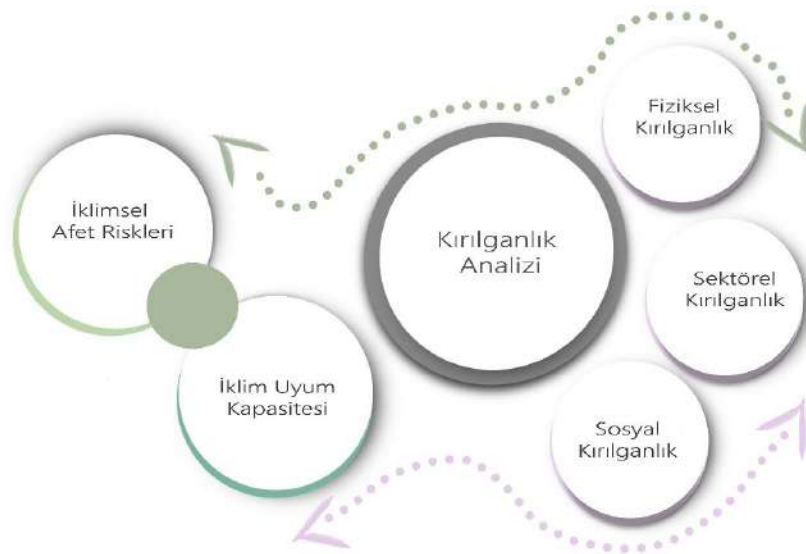 İklimsel
Afet Riskleri
İklim Uyum
Kapasitesi
Kırılganlık
Analizi
Fiziksel
Kırılganlık
Sektörel
Kırılganlık
Sosyal
Kırılganlık